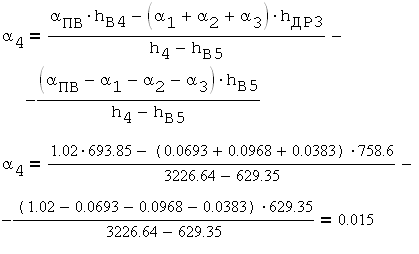 α4 = (αПВ·hВ4 − (α1 + α2 + α3)·hДР3) / (h4 − hВ5) −
−((αПВ − α1 − α2 − α3)·hВ5) / (h4 − hВ5)
α4 = (1.02·693.85 − (0.0693 + 0.0968 + 0.0383)·758.6) / (3226.64 − 629.35) −
−((1.02 − 0.0693 − 0.0968 − 0.0383)·629.35) / (3226.64 − 629.35) = 0.015